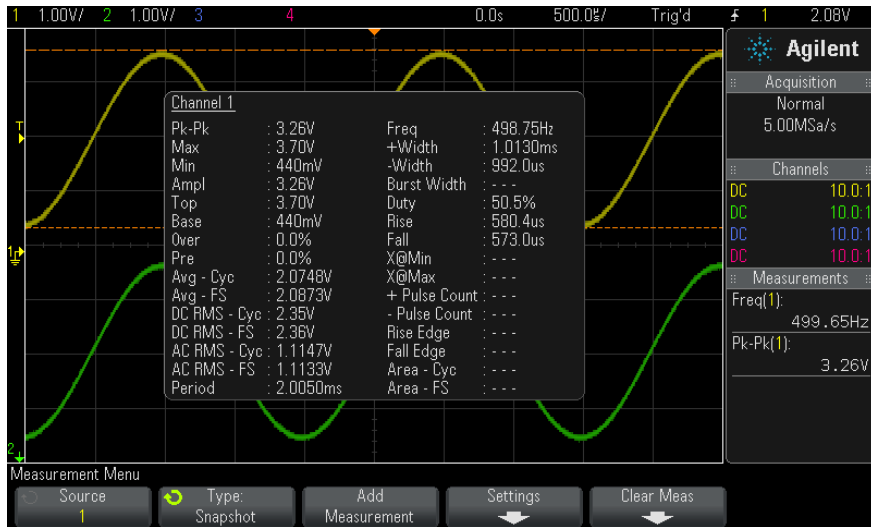 1 1.00V/ 2 1.00V/ 3 4 0.0s 500.0us/ Trig'd 1 2.08V
Agilent
Acquisition
Normal
5.00MSa/s
Channels
DC 10.0:1
DC 10.0:1
DC 10.0:1
DC 10.0:1
Measurements
Freq(1):
499.65Hz
Pk-Pk(1):
3.26V
T
1
2
Channel 1
Pk-Pk : 3.26V Freq : 498.75Hz
Max : 3.70V +Width : 1.0130ms
Min : 440mV -Width : 992.0us
Ampl : 3.26V Burst Width : - - -
Top : 3.70V Duty : 50.5%
Base : 440mV Rise : 580.4us
Over : 0.0% Fall : 573.0us
Pre : 0.0% X@Min : - - -
Avg - Cyc : 2.0748V X@Max : - - -
Avg - FS : 2.0873V + Pulse Count : - - -
DC RMS - Cyc : 2.35V - Pulse Count : - - -
DC RMS - FS : 2.36V Rise Edge : - - -
AC RMS - Cyc : 1.1147V Fall Edge : - - -
AC RMS - FS : 1.1133V Area - Cyc : - - -
Period : 2.0050ms Area - FS : - - -
Measurement Menu
Source Type: Add Settings Clear Meas
1 Snapshot Measurement